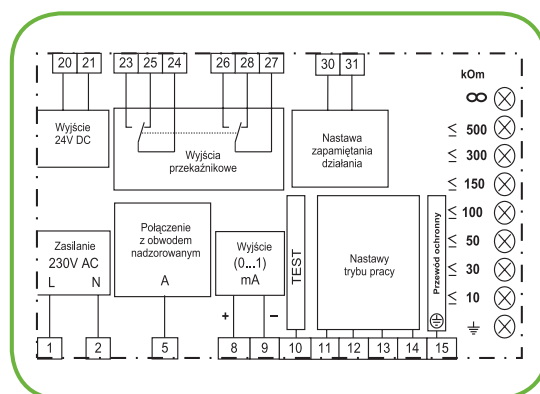 20 21 23 25 24 26 28 27 30 31
kOm
∞
Wyjście
24V DC
Wyjścia
przekaźnikowe
Nastawa
zapamiętania
działania
≤ 500
≤ 300
≤ 150
≤ 100
≤ 50
≤ 30
≤ 10
Zasilanie
230V AC
L N
Połączenie
z obwodem
nadzorowanym
A
Wyjście
(0...1)
mA
+ −
TEST
Nastawy
trybu pracy
Przewód ochronny
1 2 5 8 9 10 11 12 13 14 15